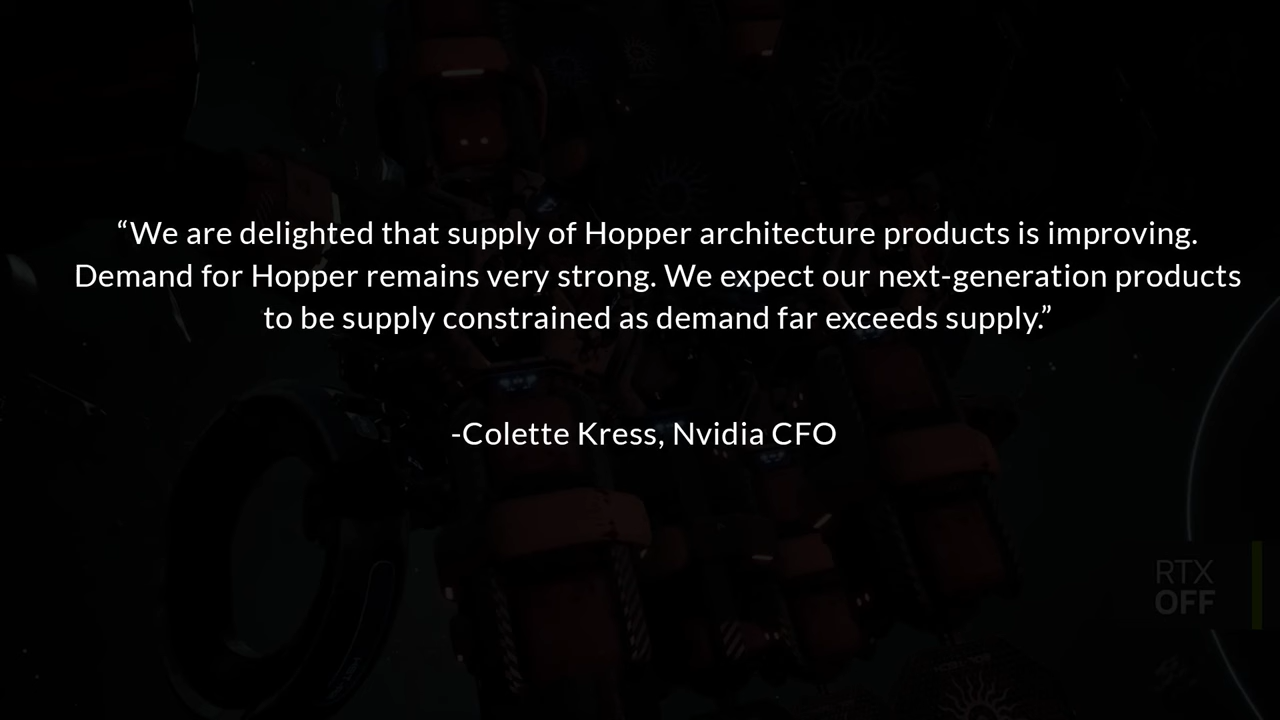 “We are delighted that supply of Hopper architecture products is improving.
Demand for Hopper remains very strong. We expect our next-generation products
to be supply constrained as demand far exceeds supply.”
-Colette Kress, Nvidia CFO
RTX
OFF